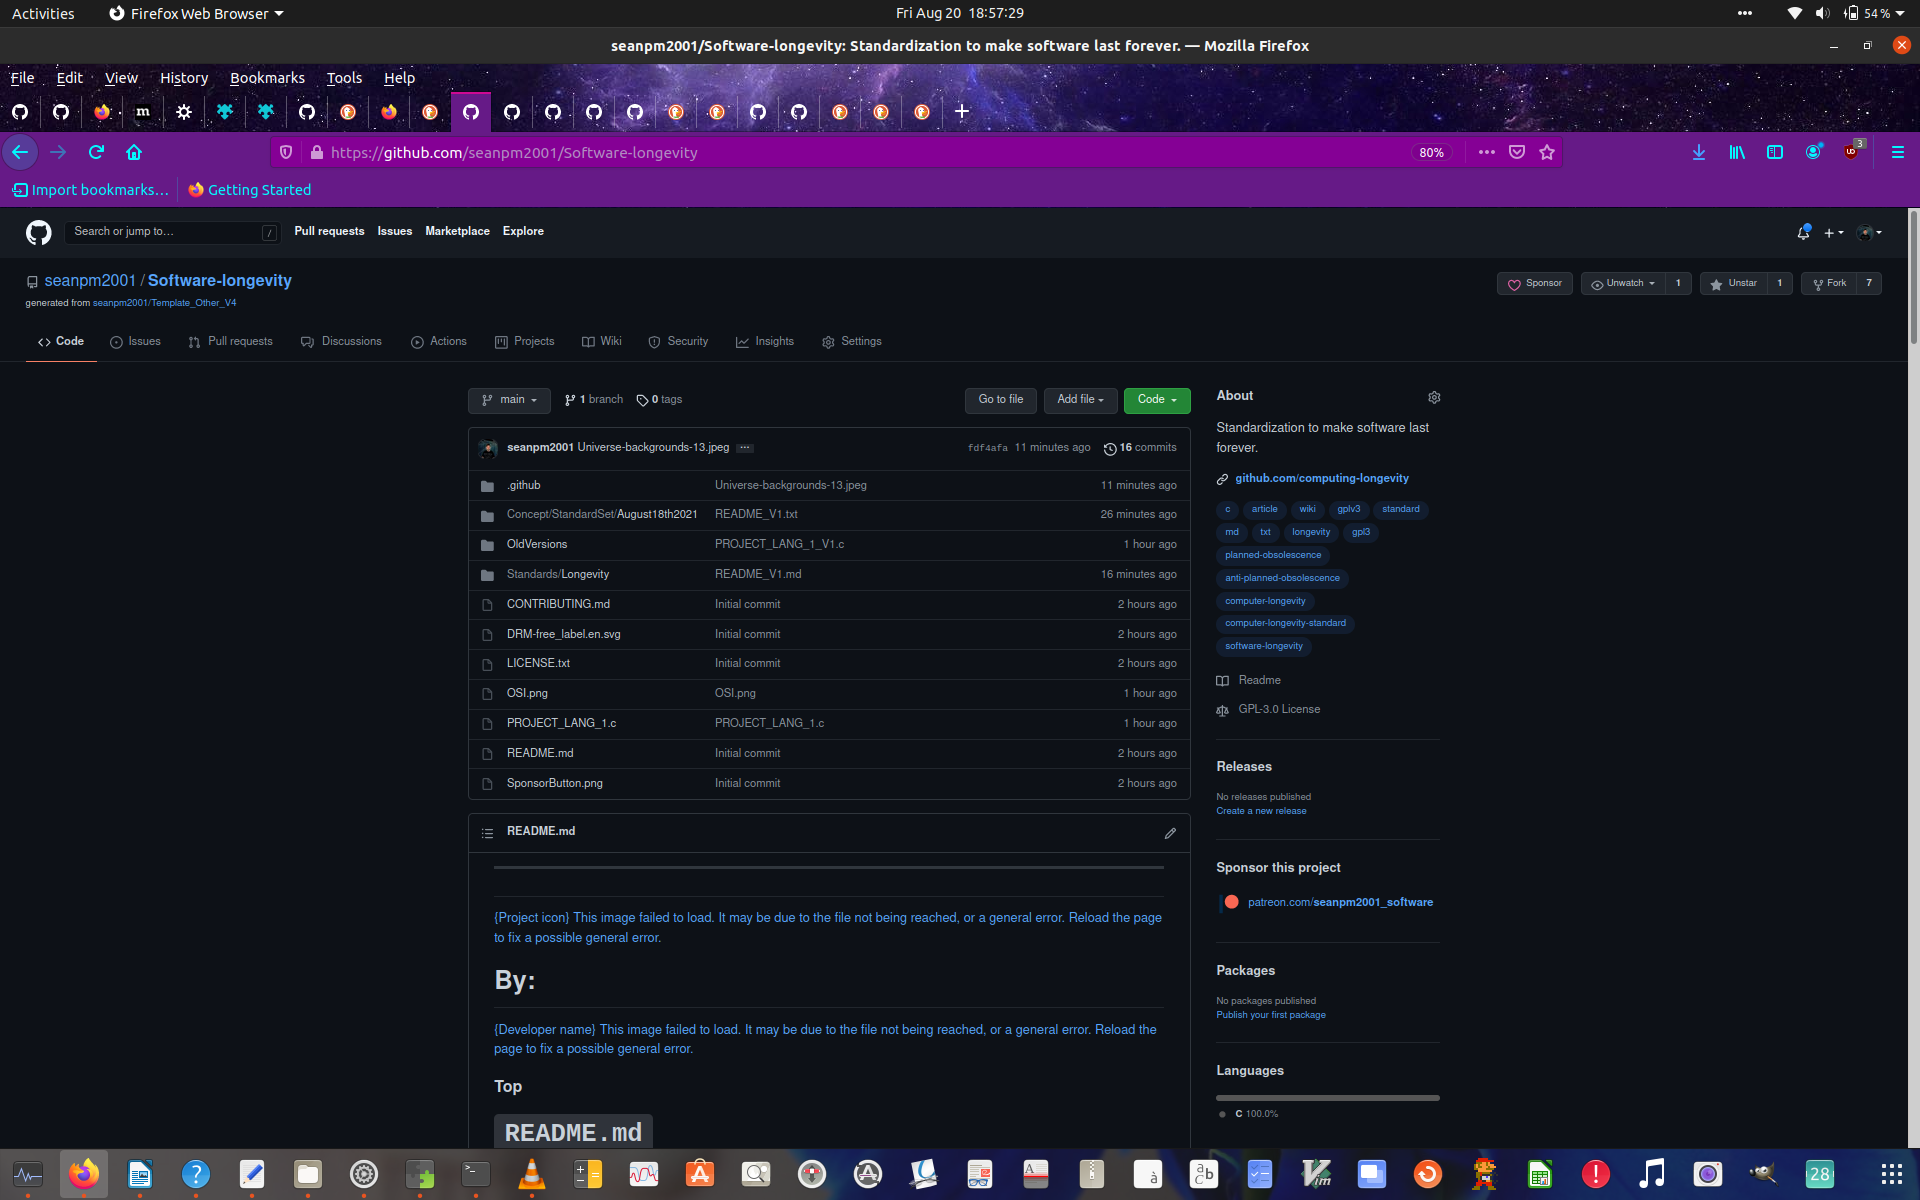 Activities Firefox Web Browser Fri Aug 20 18:57:29 54 %
seanpm2001/Software-longevity: Standardization to make software last forever. — Mozilla Firefox
File Edit View History Bookmarks Tools Help
m
https://github.com/seanpm2001/Software-longevity 80% 3
Import bookmarks… Getting Started
Search or jump to… / Pull requests Issues Marketplace Explore
seanpm2001 / Software-longevity Sponsor Unwatch 1 Unstar 1 Fork 7
generated from seanpm2001/Template_Other_V4
Code Issues Pull requests Discussions Actions Projects Wiki Security Insights Settings
main 1 branch 0 tags Go to file Add file Code
seanpm2001 Universe-backgrounds-13.jpeg ··· fdf4afa 11 minutes ago 16 commits
.github Universe-backgrounds-13.jpeg 11 minutes ago
Concept/StandardSet/August18th2021 README_V1.txt 26 minutes ago
OldVersions PROJECT_LANG_1_V1.c 1 hour ago
Standards/Longevity README_V1.md 16 minutes ago
CONTRIBUTING.md Initial commit 2 hours ago
DRM-free_label.en.svg Initial commit 2 hours ago
LICENSE.txt Initial commit 2 hours ago
OSI.png OSI.png 1 hour ago
PROJECT_LANG_1.c PROJECT_LANG_1.c 1 hour ago
README.md Initial commit 2 hours ago
SponsorButton.png Initial commit 2 hours ago
README.md
{Project icon} This image failed to load. It may be due to the file not being reached, or a general error. Reload the page
to fix a possible general error.
By:
{Developer name} This image failed to load. It may be due to the file not being reached, or a general error. Reload the
page to fix a possible general error.
Top
README.md
About
Standardization to make software last
forever.
github.com/computing-longevity
c article wiki gplv3 standard
md txt longevity gpl3
planned-obsolescence
anti-planned-obsolescence
computer-longevity
computer-longevity-standard
software-longevity
Readme
GPL-3.0 License
Releases
No releases published
Create a new release
Sponsor this project
patreon.com/seanpm2001_software
Packages
No packages published
Publish your first package
Languages
C 100.0%
28